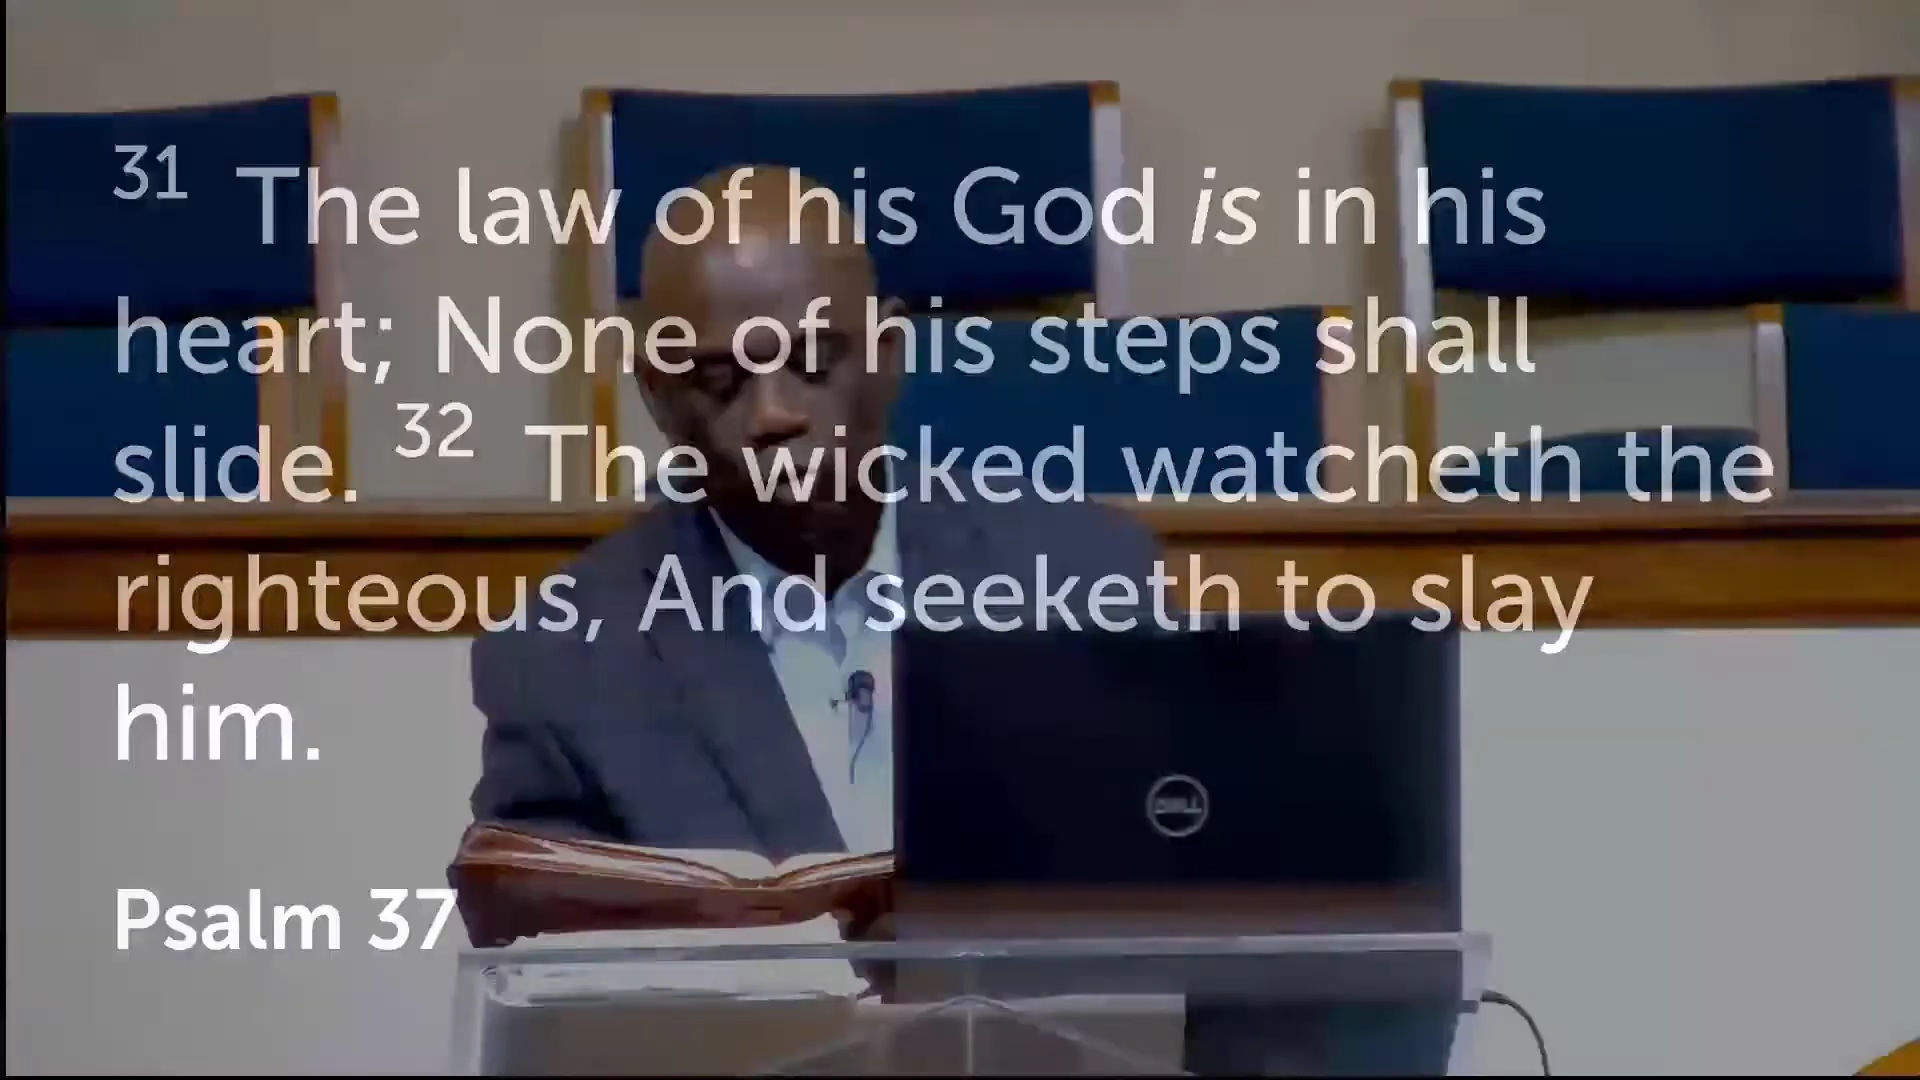 31 The law of his God is in his
heart; None of his steps shall
slide. 32 The wicked watcheth the
righteous, And seeketh to slay
him.
Psalm 37
DELL